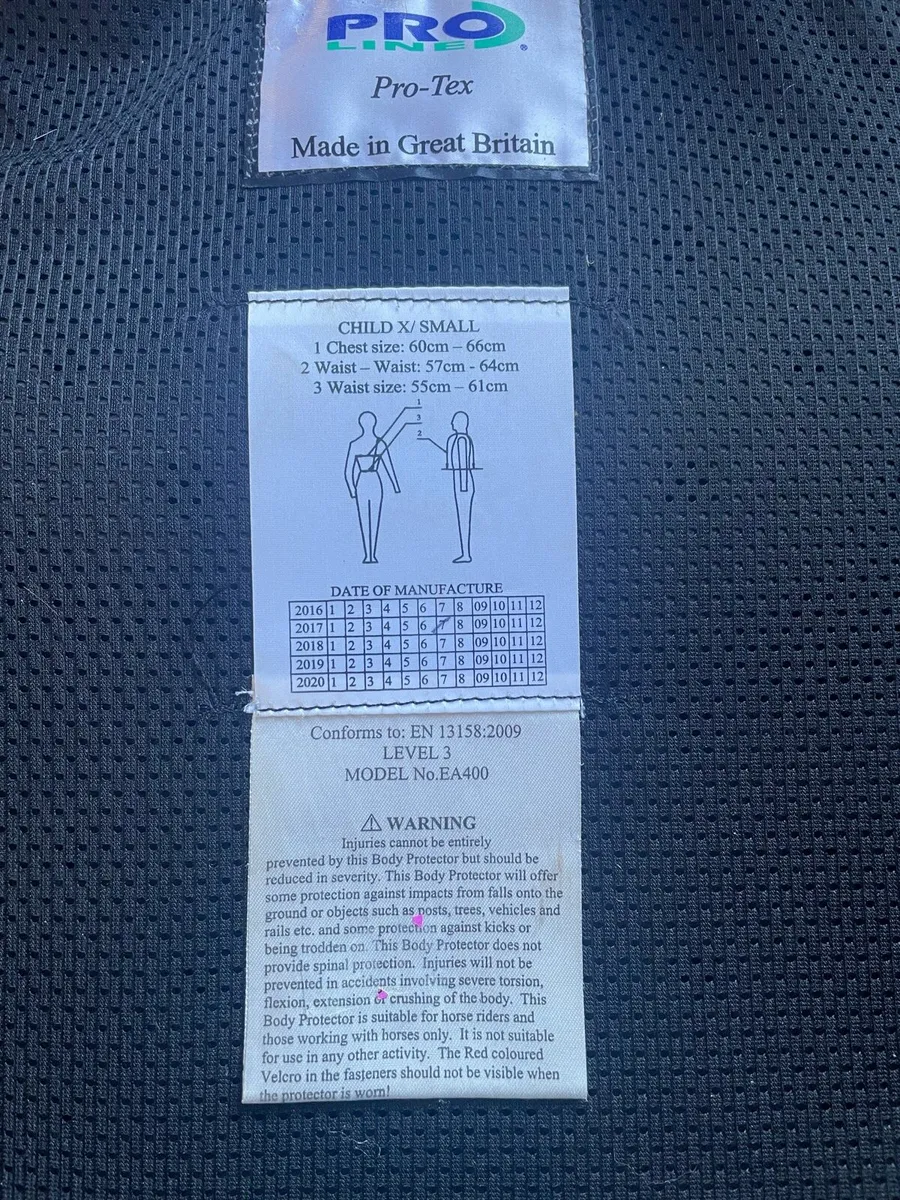 PRO
LINE ®
Pro-Tex
Made in Great Britain
CHILD X/ SMALL
1 Chest size: 60cm – 66cm
2 Waist – Waist: 57cm - 64cm
3 Waist size: 55cm – 61cm
1
3
2
DATE OF MANUFACTURE
2016 1 2 3 4 5 6 7 8 09 10 11 12
2017 1 2 3 4 5 6 7 8 09 10 11 12
2018 1 2 3 4 5 6 7 8 09 10 11 12
2019 1 2 3 4 5 6 7 8 09 10 11 12
2020 1 2 3 4 5 6 7 8 09 10 11 12
Conforms to: EN 13158:2009
LEVEL 3
MODEL No.EA400
WARNING
Injuries cannot be entirely
prevented by this Body Protector but should be
reduced in severity. This Body Protector will offer
some protection against impacts from falls onto the
ground or objects such as posts, trees, vehicles and
rails etc. and some protection against kicks or
being trodden on. This Body Protector does not
provide spinal protection. Injuries will not be
prevented in accidents involving severe torsion,
flexion, extension or crushing of the body. This
Body Protector is suitable for horse riders and
those working with horses only. It is not suitable
for use in any other activity. The Red coloured
Velcro in the fasteners should not be visible when
the protector is worn!